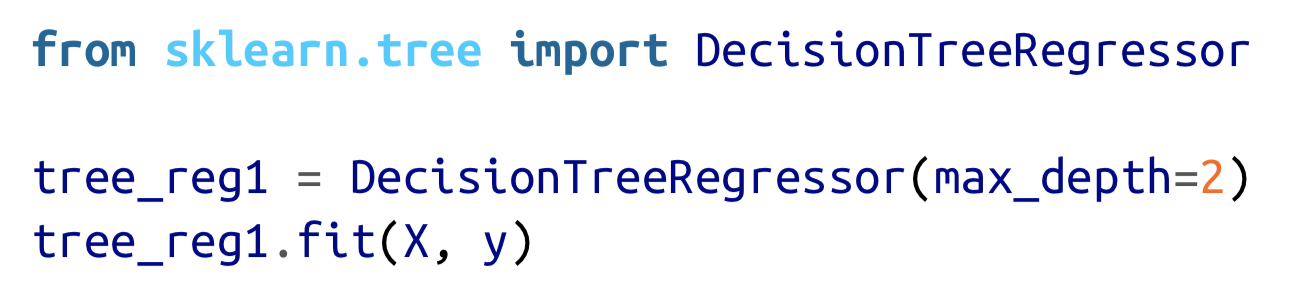 from sklearn.tree import DecisionTreeRegressor
tree_reg1 = DecisionTreeRegressor(max_depth=2)
tree_reg1.fit(X, y)